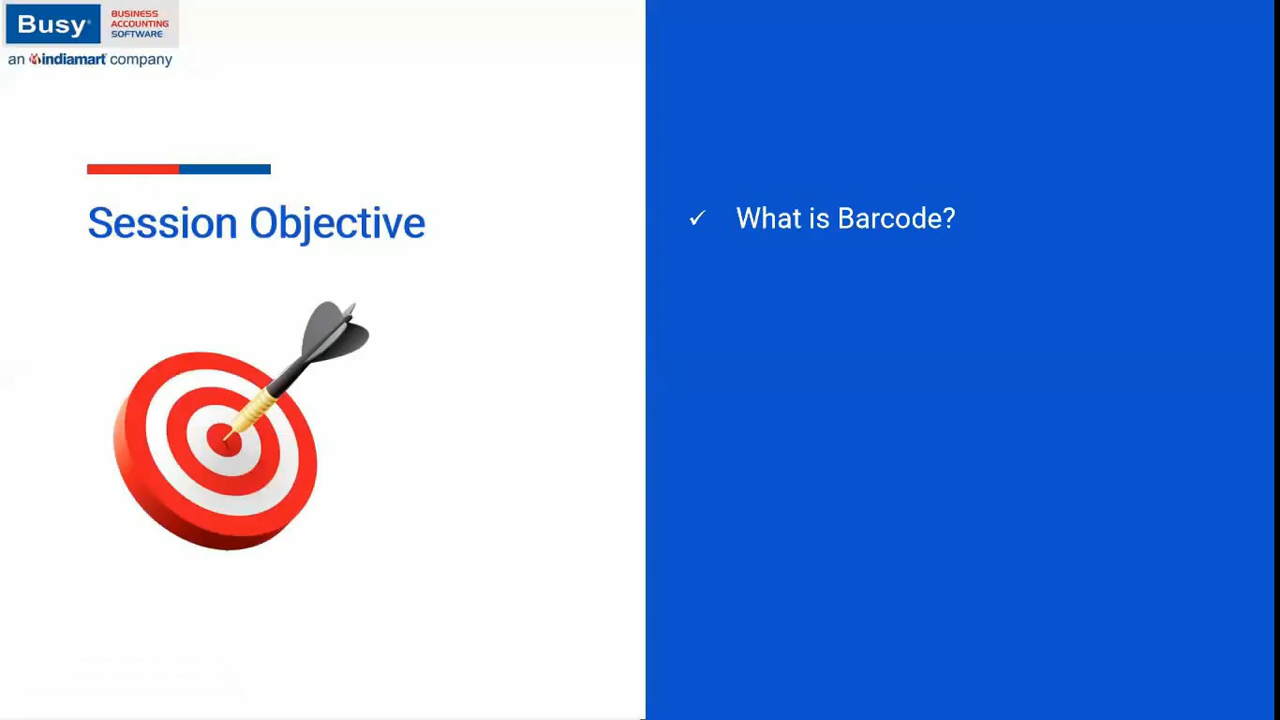 Busy
BUSINESS
ACCOUNTING
SOFTWARE
an indiamart company
Session Objective
✓ What is Barcode?